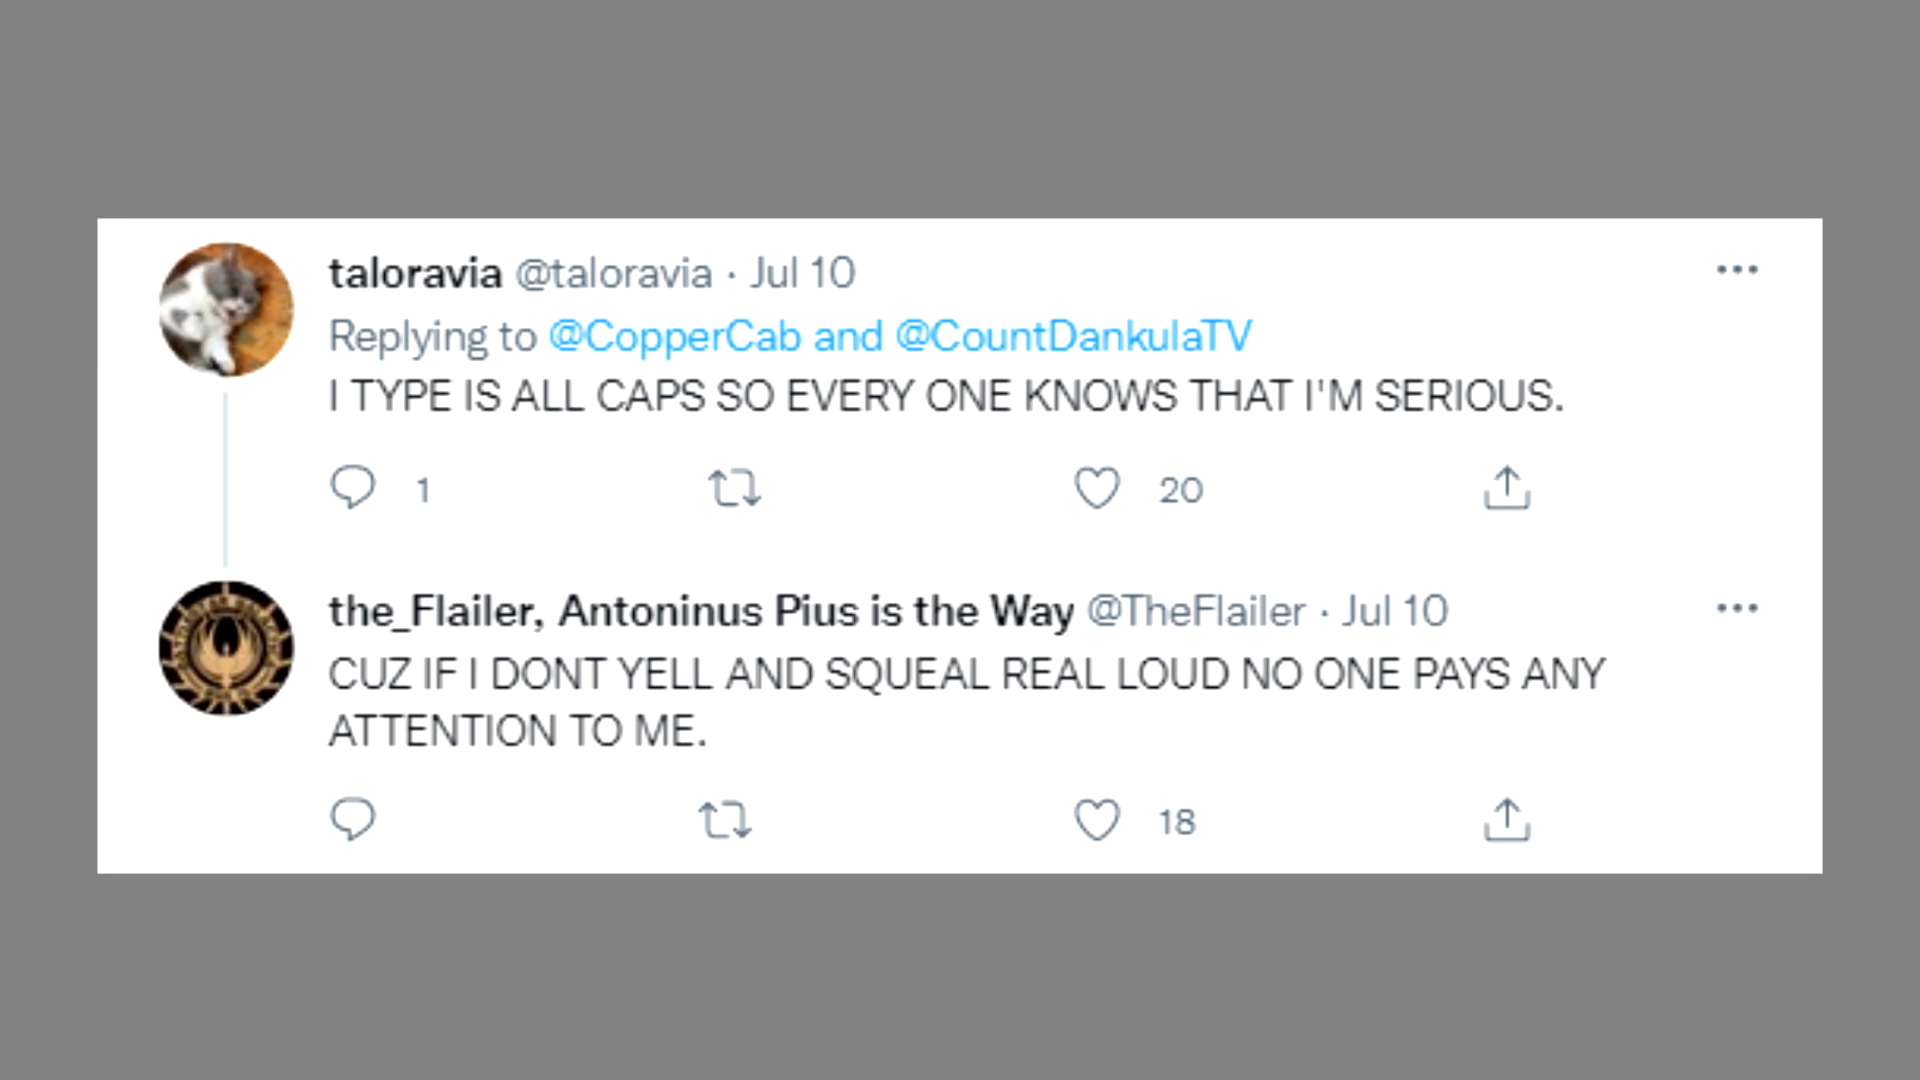 taloravia @taloravia · Jul 10
Replying to @CopperCab and @CountDankulaTV
I TYPE IS ALL CAPS SO EVERY ONE KNOWS THAT I'M SERIOUS.
1 20
the_Flailer, Antoninus Pius is the Way @TheFlailer · Jul 10
CUZ IF I DONT YELL AND SQUEAL REAL LOUD NO ONE PAYS ANY
ATTENTION TO ME.
18